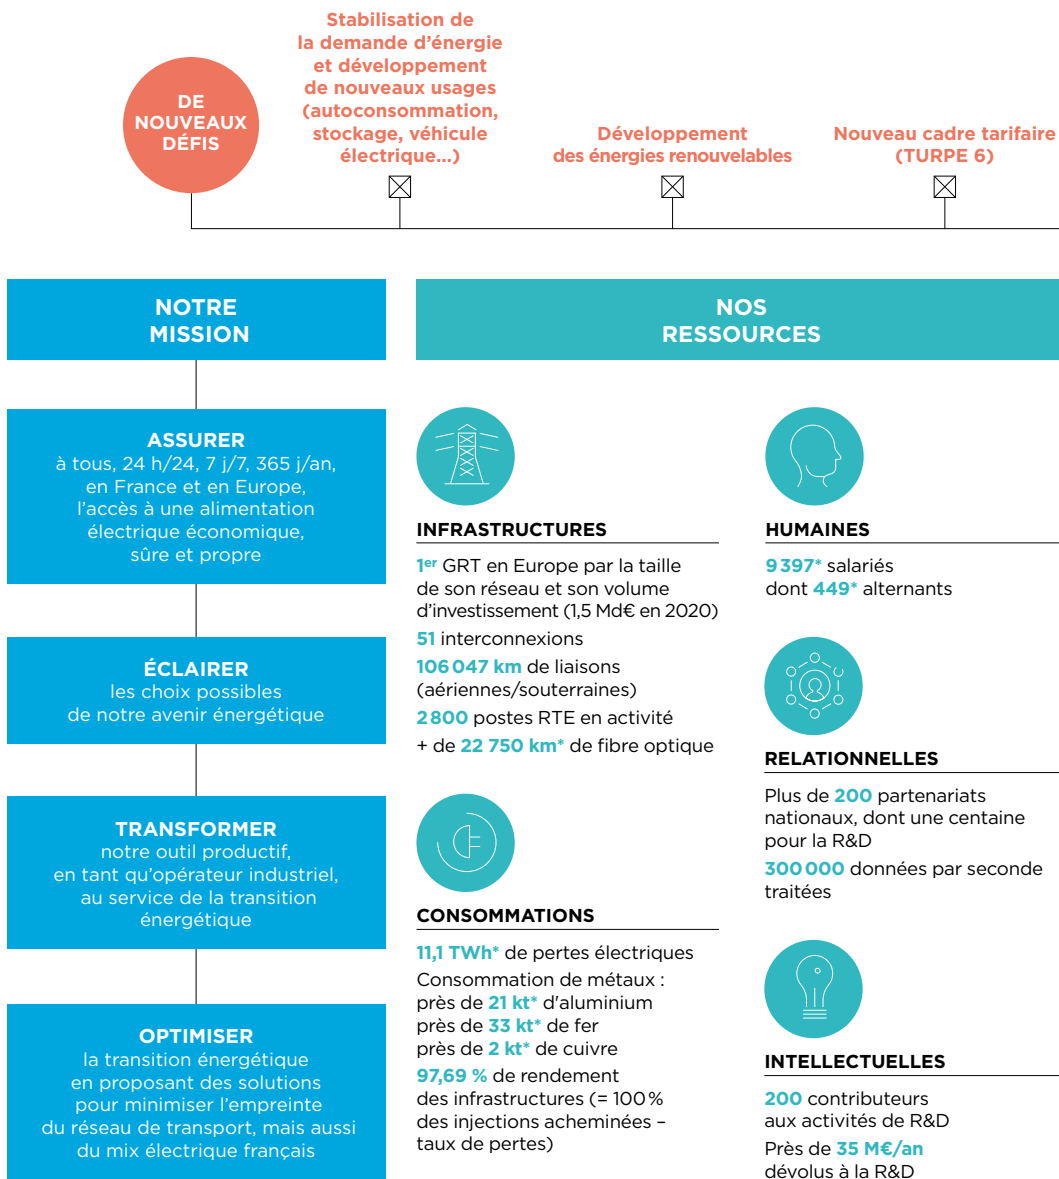 DE
NOUVEAUX
DÉFIS
Stabilisation de
la demande d'énergie
et développement
de nouveaux usages
(autoconsommation,
stockage, véhicule
électrique...)
Développement
des énergies renouvelables
Nouveau cadre tarifaire
(TURPE 6)
NOTRE
MISSION
ASSURER
à tous, 24 h/24, 7 j/7, 365 j/an,
en France et en Europe,
l'accès à une alimentation
électrique économique,
sûre et propre
ÉCLAIRER
les choix possibles
de notre avenir énergétique
TRANSFORMER
notre outil productif,
en tant qu'opérateur industriel,
au service de la transition
énergétique
OPTIMISER
la transition énergétique
en proposant des solutions
pour minimiser l'empreinte
du réseau de transport, mais aussi
du mix électrique français
NOS
RESSOURCES
INFRASTRUCTURES
1er GRT en Europe par la taille
de son réseau et son volume
d'investissement (1,5 Md€ en 2020)
51 interconnexions
106 047 km de liaisons
(aériennes/souterraines)
2 800 postes RTE en activité
+ de 22 750 km* de fibre optique
CONSOMMATIONS
11,1 TWh* de pertes électriques
Consommation de métaux :
près de 21 kt* d'aluminium
près de 33 kt* de fer
près de 2 kt* de cuivre
97,69 % de rendement
des infrastructures (= 100 %
des injections acheminées –
taux de pertes)
HUMAINES
9 397* salariés
dont 449* alternants
RELATIONNELLES
Plus de 200 partenariats
nationaux, dont une centaine
pour la R&D
300 000 données par seconde
traitées
INTELLECTUELLES
200 contributeurs
aux activités de R&D
Près de 35 M€/an
dévolus à la R&D